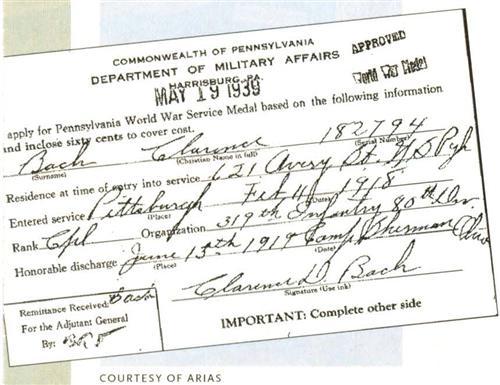 COMMONWEALTH OF PENNSYLVANIA
DEPARTMENT OF MILITARY AFFAIRS
APPROVED
HARRISBURG, PA.
MAY 19 1939
World War Medal
apply for Pennsylvania World War Service Medal based on the following information
and inclose sixty cents to cover cost.
Bach Clarence 182794
(Surname) (Christian Name in full) (Serial Number)
Residence at time of entry into service 621 Avery St. N.S. Pgh
Entered service Pittsburgh Feb 4 1918
(Place) (Date)
Rank Cpl Organization 319th Infantry 80th Div.
Honorable discharge June 13th 1919 Camp Sherman Ohio
(Place) (Date)
Clarence D Bach
Signature (Use ink)
Remittance Received: Cash
For the Adjutant General
By:
IMPORTANT: Complete other side
COURTESY OF ARIAS